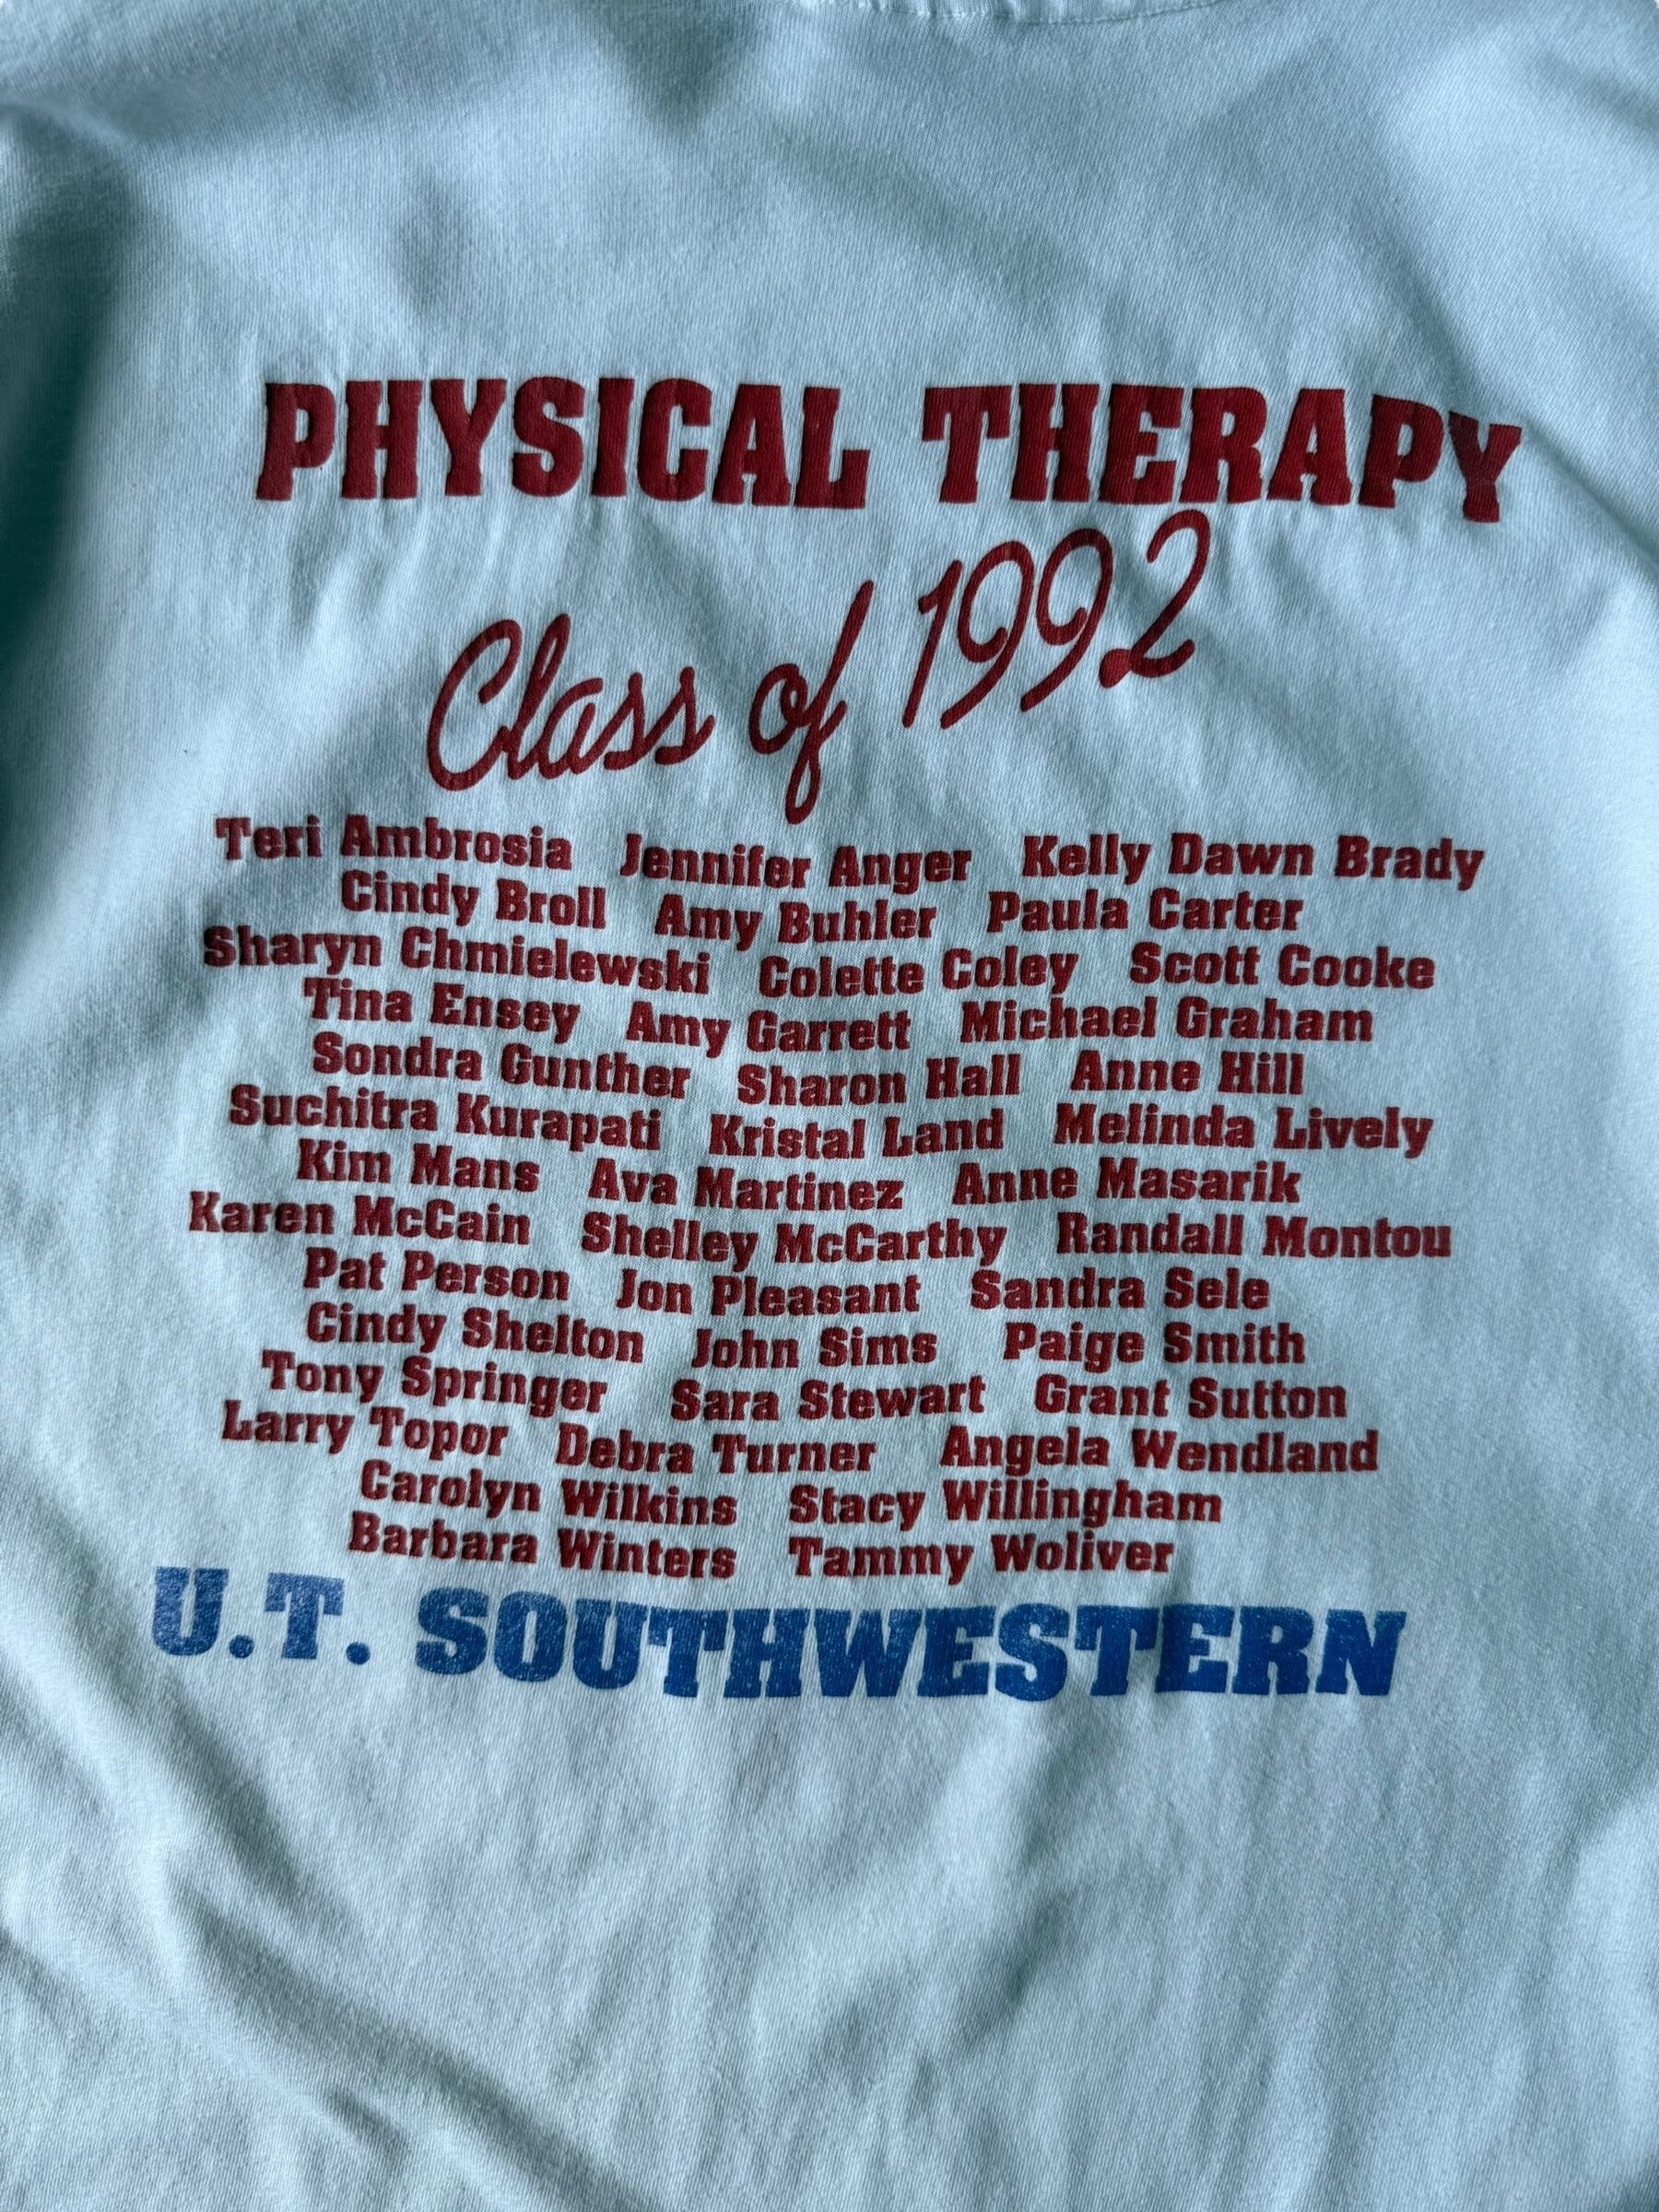 PHYSICAL THERAPY
Class of 1992
Teri Ambrosia Jennifer Anger Kelly Dawn Brady
Cindy Broll Amy Buhler Paula Carter
Sharyn Chmielewski Colette Coley Scott Cooke
Tina Ensey Amy Garrett Michael Graham
Sondra Gunther Sharon Hall Anne Hill
Suchitra Kurapati Kristal Land Melinda Lively
Kim Mans Ava Martinez Anne Masarik
Karen McCain Shelley McCarthy Randall Montou
Pat Person Jon Pleasant Sandra Sele
Cindy Shelton John Sims Paige Smith
Tony Springer Sara Stewart Grant Sutton
Larry Topor Debra Turner Angela Wendland
Carolyn Wilkins Stacy Willingham
Barbara Winters Tammy Woliver
U.T. SOUTHWESTERN